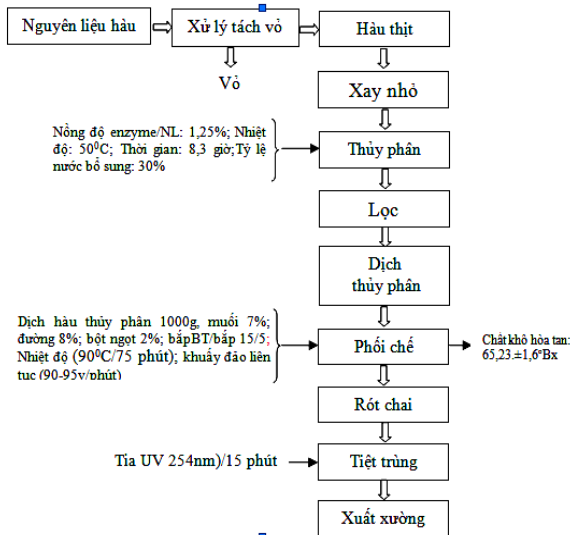 Nguyên liệu hàu
Xử lý tách vỏ
Hàu thịt
Vỏ
Xay nhỏ
Nồng độ enzyme/NL: 1,25%; Nhiệt
độ: 50⁰C; Thời gian: 8,3 giờ;Tỷ lệ
nước bổ sung: 30%
Thủy phân
Lọc
Dịch
thủy phân
Dịch hàu thủy phân 1000g, muối 7%;
đường 8%; bột ngọt 2%; bắpBT/bắp 15/5;
Nhiệt độ (90⁰C/75 phút); khuấy đảo liên
tục (90-95v/phút)
Phối chế
Chất khô hòa tan:
65,23.±1,6ºBx
Rót chai
Tia UV 254nm)/15 phút
Tiệt trùng
Xuất xường